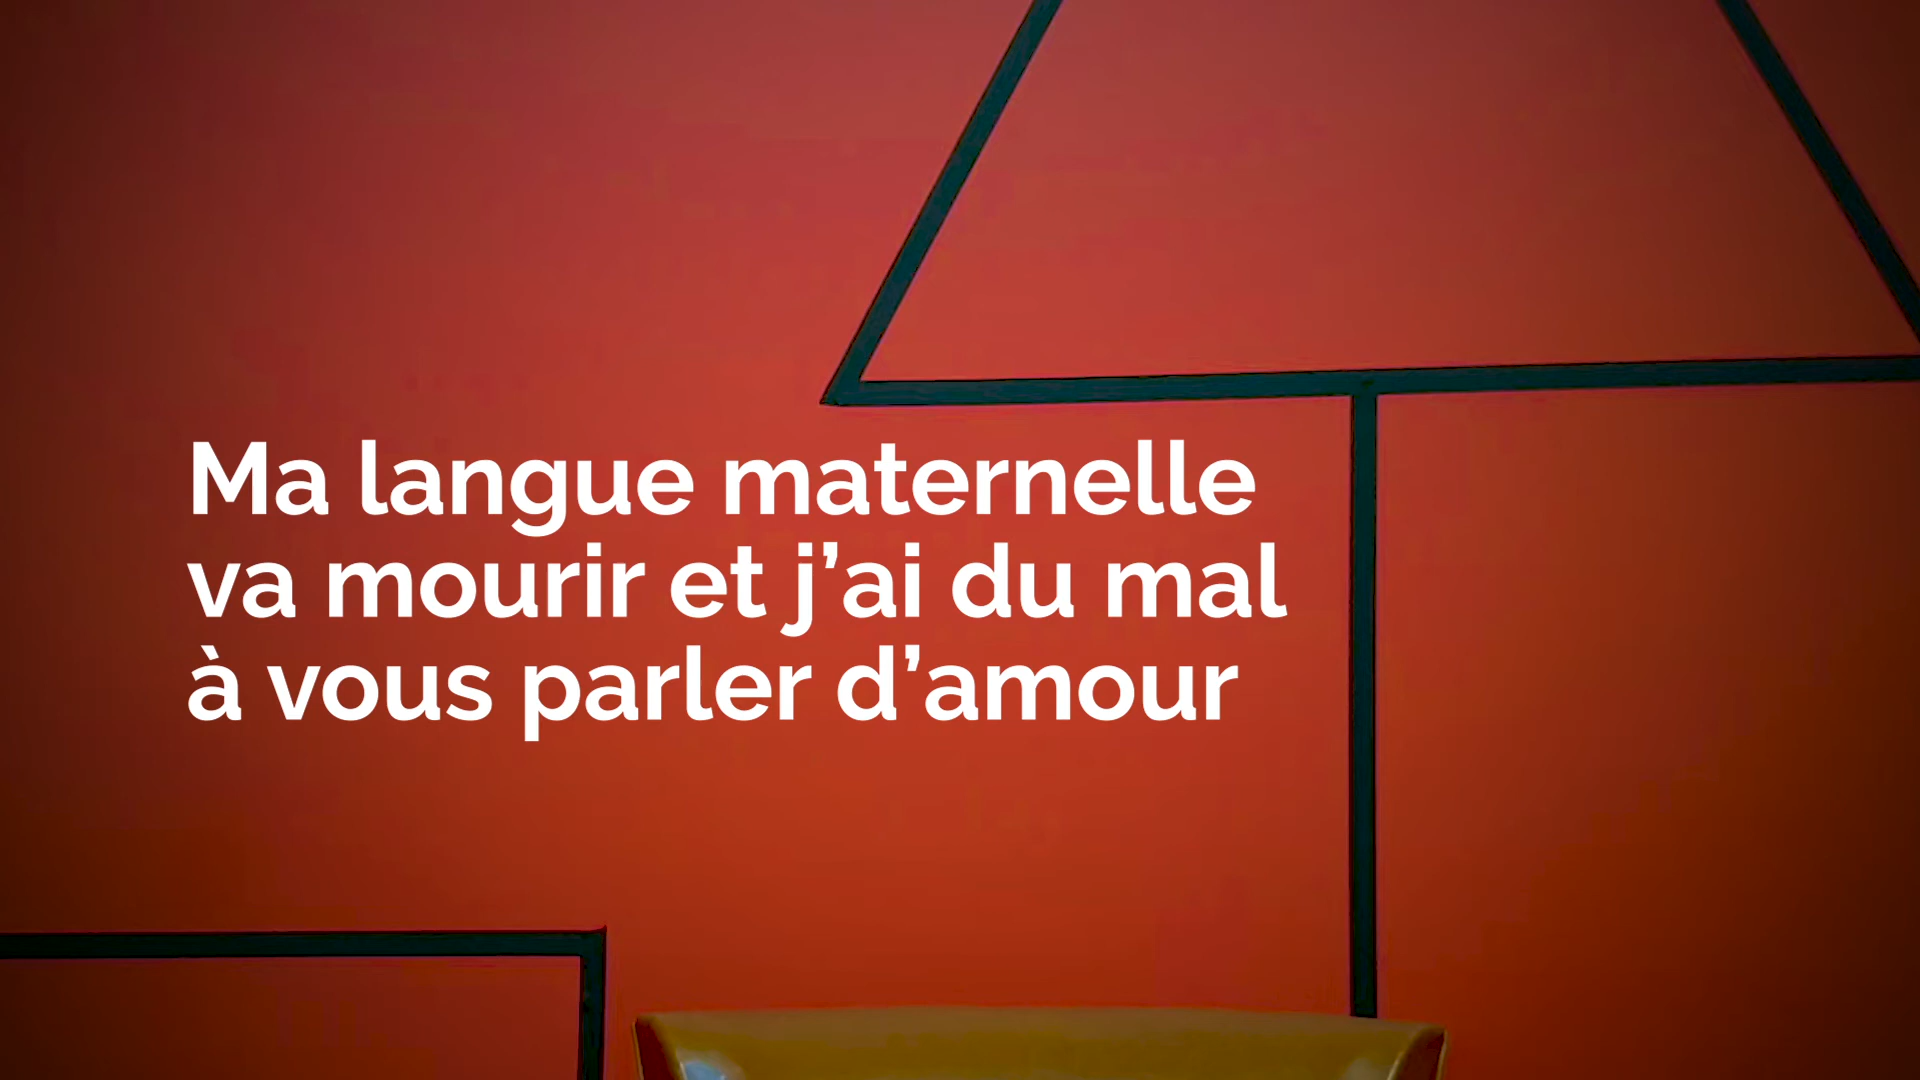 Ma langue maternelle
va mourir et j’ai du mal
à vous parler d’amour